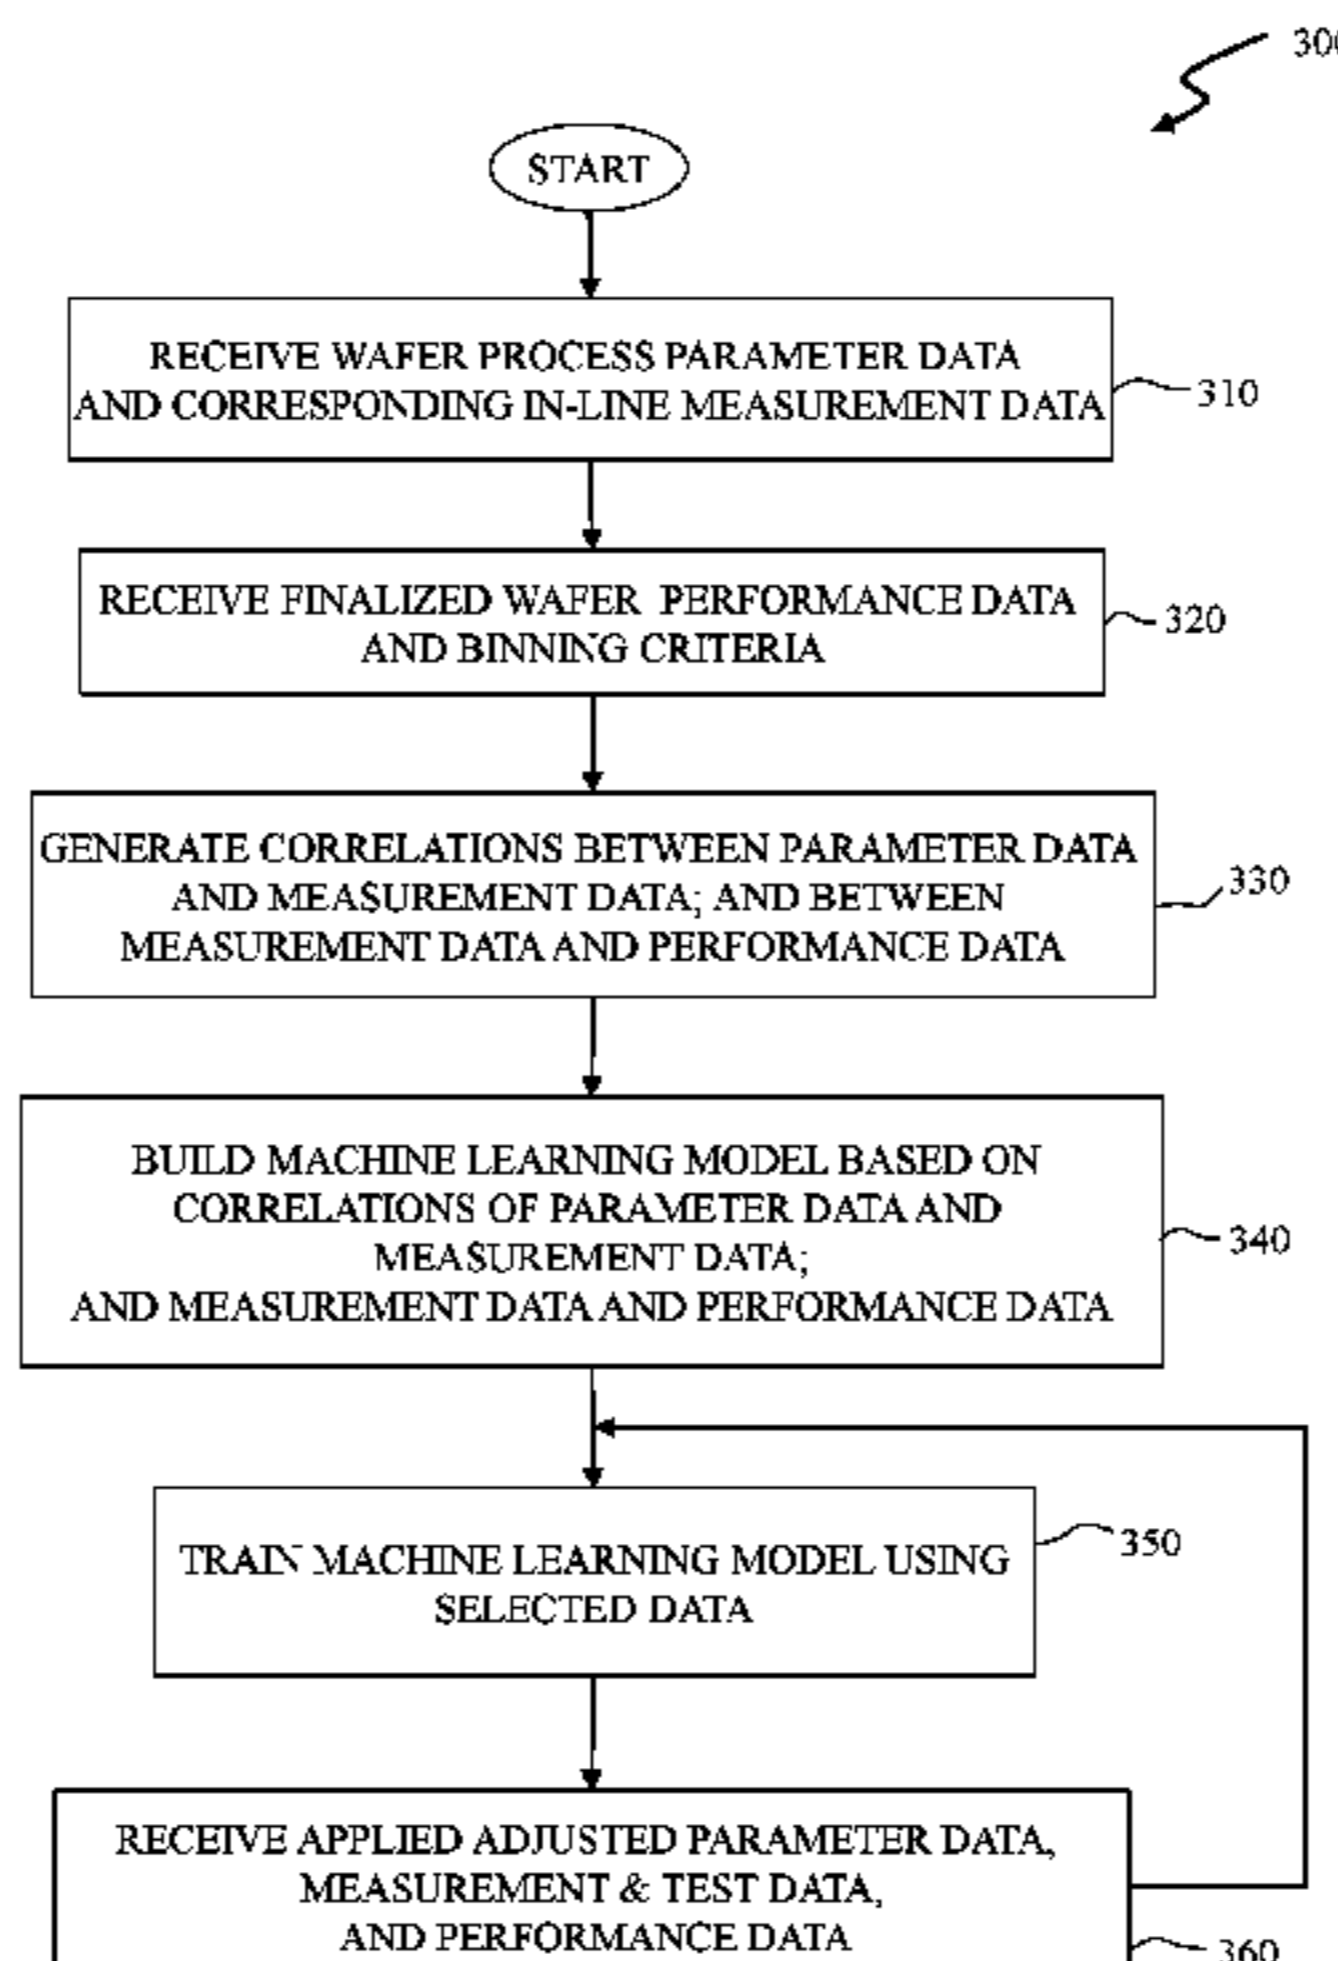 300
START
RECEIVE WAFER PROCESS PARAMETER DATA
AND CORRESPONDING IN-LINE MEASUREMENT DATA
310
RECEIVE FINALIZED WAFER PERFORMANCE DATA
AND BINNING CRITERIA
320
GENERATE CORRELATIONS BETWEEN PARAMETER DATA
AND MEASUREMENT DATA; AND BETWEEN
MEASUREMENT DATA AND PERFORMANCE DATA
330
BUILD MACHINE LEARNING MODEL BASED ON
CORRELATIONS OF PARAMETER DATA AND
MEASUREMENT DATA;
AND MEASUREMENT DATA AND PERFORMANCE DATA
340
TRAIN MACHINE LEARNING MODEL USING
SELECTED DATA
350
RECEIVE APPLIED ADJUSTED PARAMETER DATA,
MEASUREMENT & TEST DATA,
AND PERFORMANCE DATA
360